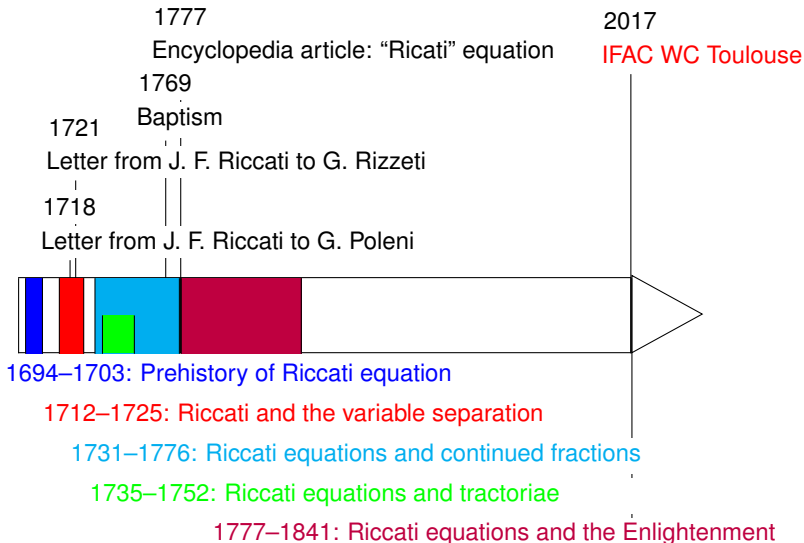 1777
Encyclopedia article: “Ricati” equation
2017
IFAC WC Toulouse
1769
Baptism
1721
Letter from J. F. Riccati to G. Rizzeti
1718
Letter from J. F. Riccati to G. Poleni
1694–1703: Prehistory of Riccati equation
1712–1725: Riccati and the variable separation
1731–1776: Riccati equations and continued fractions
1735–1752: Riccati equations and tractoriae
1777–1841: Riccati equations and the Enlightenment